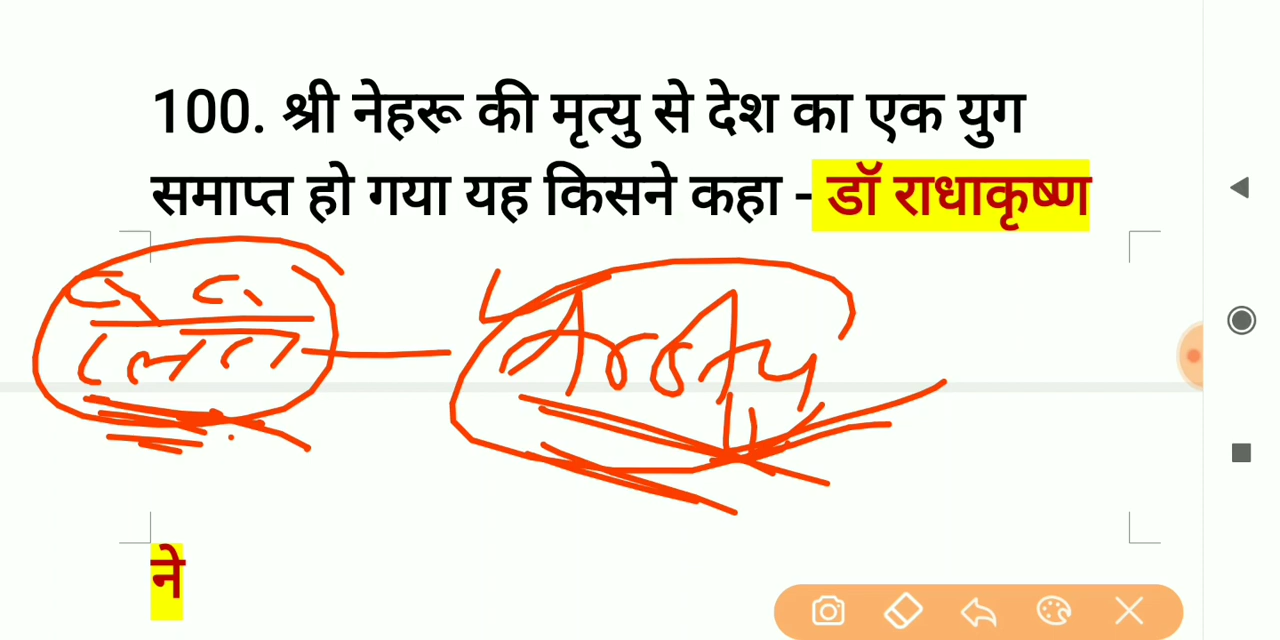 100. श्री नेहरू की मृत्यु से देश का एक युग
समाप्त हो गया यह किसने कहा - डॉ राधाकृष्ण
ने